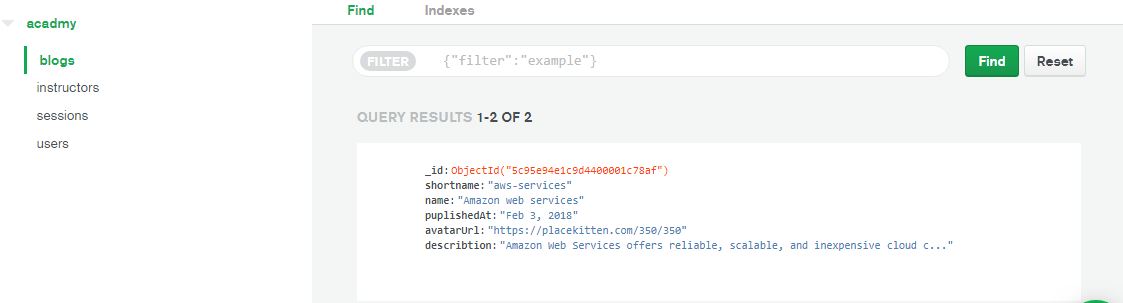 acadmy
blogs
instructors
sessions
users
Find Indexes
FILTER {"filter":"example"} Find Reset
QUERY RESULTS 1-2 OF 2
_id: ObjectId("5c95e94e1c9d4400001c78af")
shortname: "aws-services"
name: "Amazon web services"
puplishedAt: "Feb 3, 2018"
avatarUrl: "https://placekitten.com/350/350"
describtion: "Amazon Web Services offers reliable, scalable, and inexpensive cloud c..."